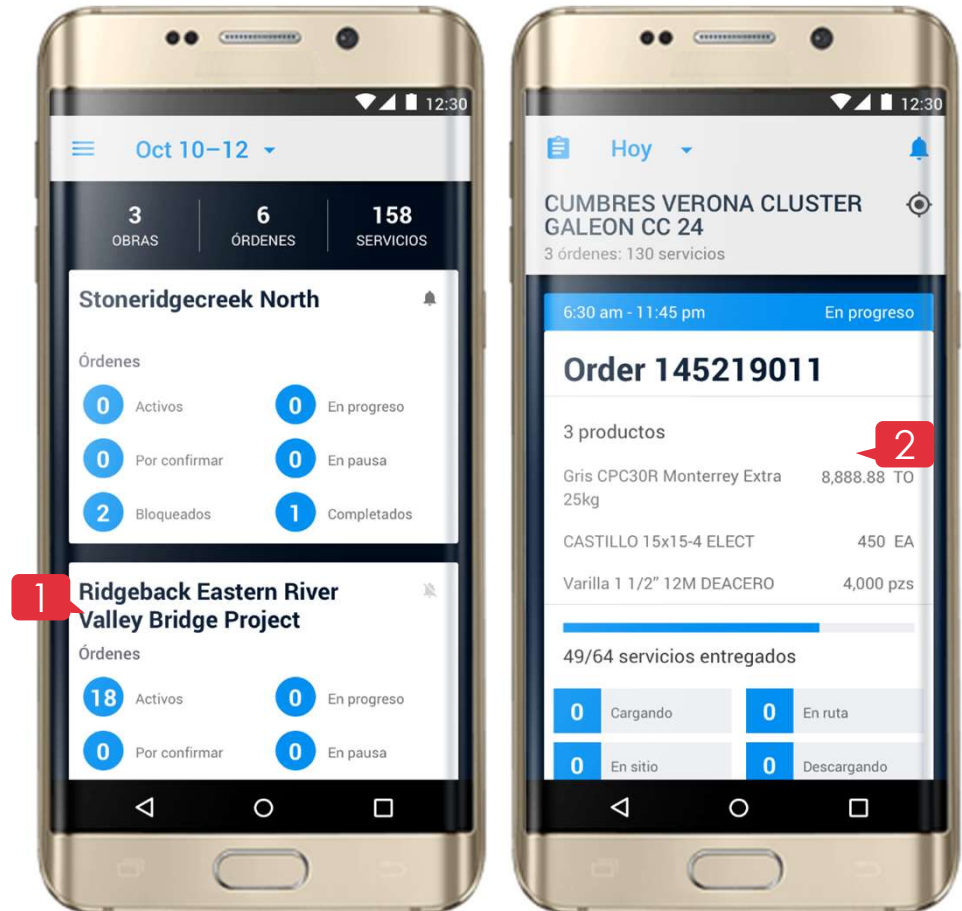 12:30
Oct 10–12
3
OBRAS
6
ÓRDENES
158
SERVICIOS
Stoneridgecreek North
Órdenes
0 Activos
0 En progreso
0 Por confirmar
0 En pausa
2 Bloqueados
1 Completados
1
Ridgeback Eastern River
Valley Bridge Project
Órdenes
18 Activos
0 En progreso
0 Por confirmar
0 En pausa
12:30
Hoy
CUMBRES VERONA CLUSTER
GALEON CC 24
3 órdenes: 130 servicios
6:30 am - 11:45 pm En progreso
Order 145219011
3 productos
2
Gris CPC30R Monterrey Extra 8,888.88 TO
25kg
CASTILLO 15x15-4 ELECT 450 EA
Varilla 1 1/2” 12M DEACERO 4,000 pzs
49/64 servicios entregados
0 Cargando
0 En ruta
0 En sitio
0 Descargando